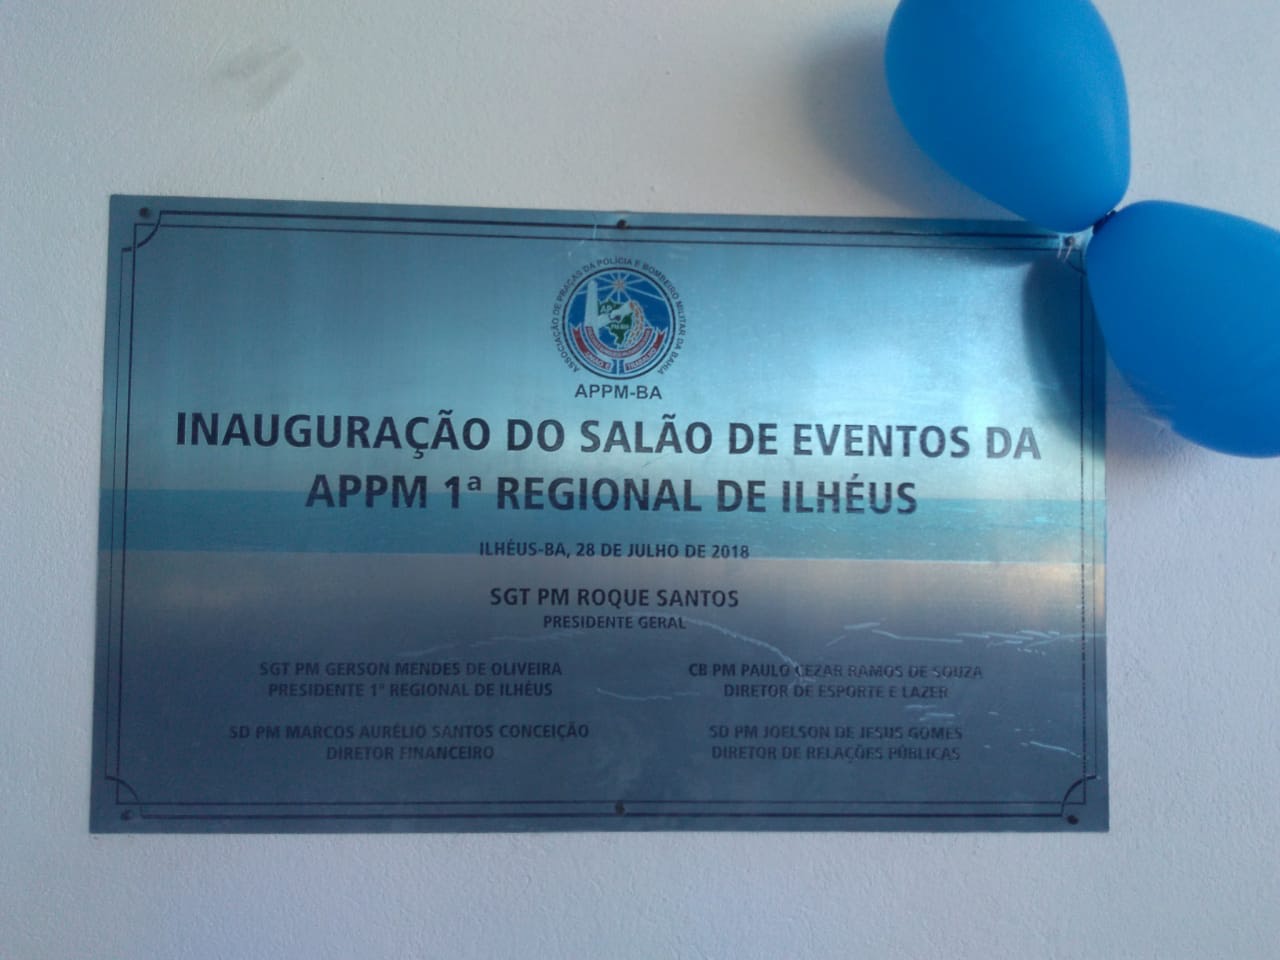 ASSOCIAÇÃO DE PRAÇAS DA POLÍCIA E BOMBEIRO MILITAR DA BAHIA
UNIÃO E TRABALHO
APPM-BA
INAUGURAÇÃO DO SALÃO DE EVENTOS DA
APPM 1ª REGIONAL DE ILHÉUS
ILHÉUS-BA, 28 DE JULHO DE 2018
SGT PM ROQUE SANTOS
PRESIDENTE GERAL
SGT PM GERSON MENDES DE OLIVEIRA
PRESIDENTE 1ª REGIONAL DE ILHÉUS
CB PM PAULO CEZAR RAMOS DE SOUZA
DIRETOR DE ESPORTE E LAZER
SD PM MARCOS AURÉLIO SANTOS CONCEIÇÃO
DIRETOR FINANCEIRO
SD PM JOELSON DE JESUS GOMES
DIRETOR DE RELAÇÕES PÚBLICAS